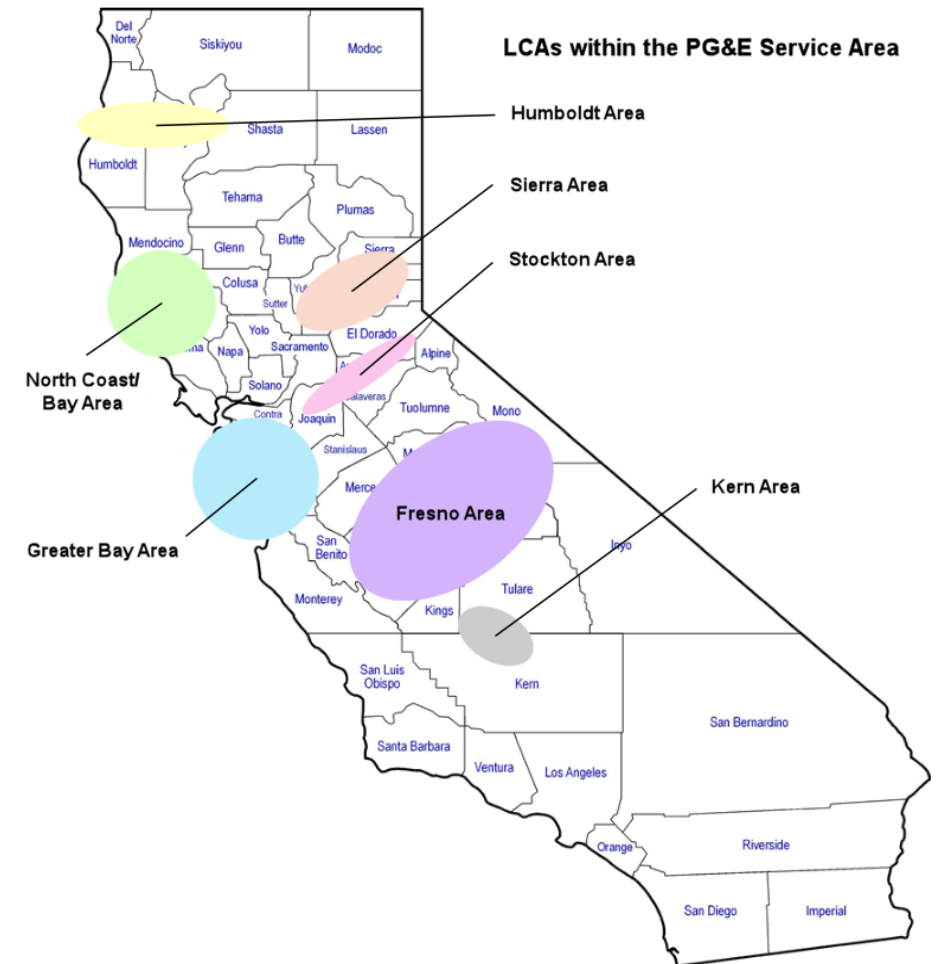 Del
Norte
Siskiyou
Modoc
LCAs within the PG&E Service Area
Humboldt Area
Shasta
Lassen
Humboldt
Sierra Area
Tehama
Plumas
Mendocino
Glenn
Butte
Sierra
Stockton Area
Colusa
Sutter
Yolo
El Dorado
Napa
Sacramento
Alpine
North Coast/
Bay Area
Solano
Contra
Joaquin
Tuolumne
Mono
Stanislaus
Kern Area
Fresno Area
Greater Bay Area
San
Benito
Inyo
Monterey
Tulare
Kings
San Luis
Obispo
Kern
San Bernardino
Santa Barbara
Ventura
Los Angeles
Orange
Riverside
San Diego
Imperial